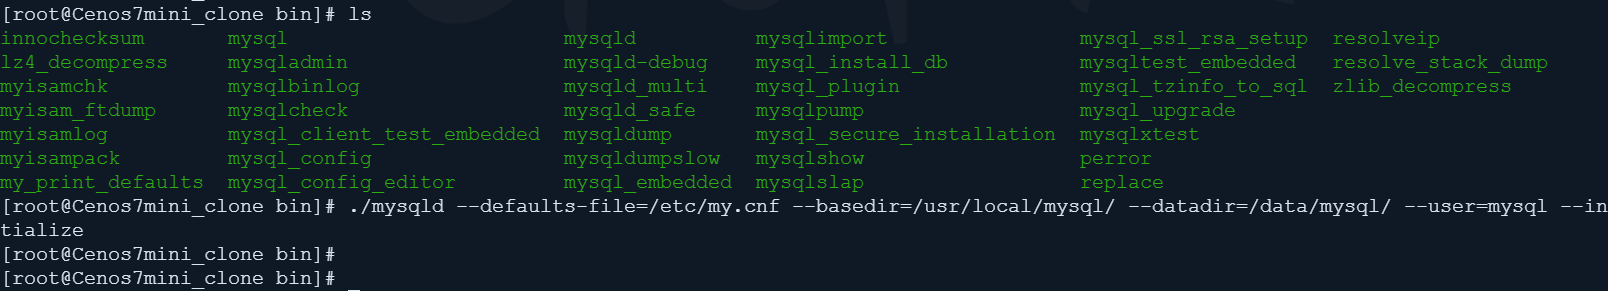 [root@Cenos7mini_clone bin]# ls
innochecksum mysql mysqld mysqlimport mysql_ssl_rsa_setup resolveip
lz4_decompress mysqladmin mysqld-debug mysql_install_db mysqltest_embedded resolve_stack_dump
myisamchk mysqlbinlog mysqld_multi mysql_plugin mysql_tzinfo_to_sql zlib_decompress
myisam_ftdump mysqlcheck mysqld_safe mysqlpump mysql_upgrade
myisamlog mysql_client_test_embedded mysqldump mysql_secure_installation mysqlxtest
myisampack mysql_config mysqldumpslow mysqlshow perror
my_print_defaults mysql_config_editor mysql_embedded mysqlslap replace
[root@Cenos7mini_clone bin]# ./mysqld --defaults-file=/etc/my.cnf --basedir=/usr/local/mysql/ --datadir=/data/mysql/ --user=mysql --in
tialize
[root@Cenos7mini_clone bin]#
[root@Cenos7mini_clone bin]#